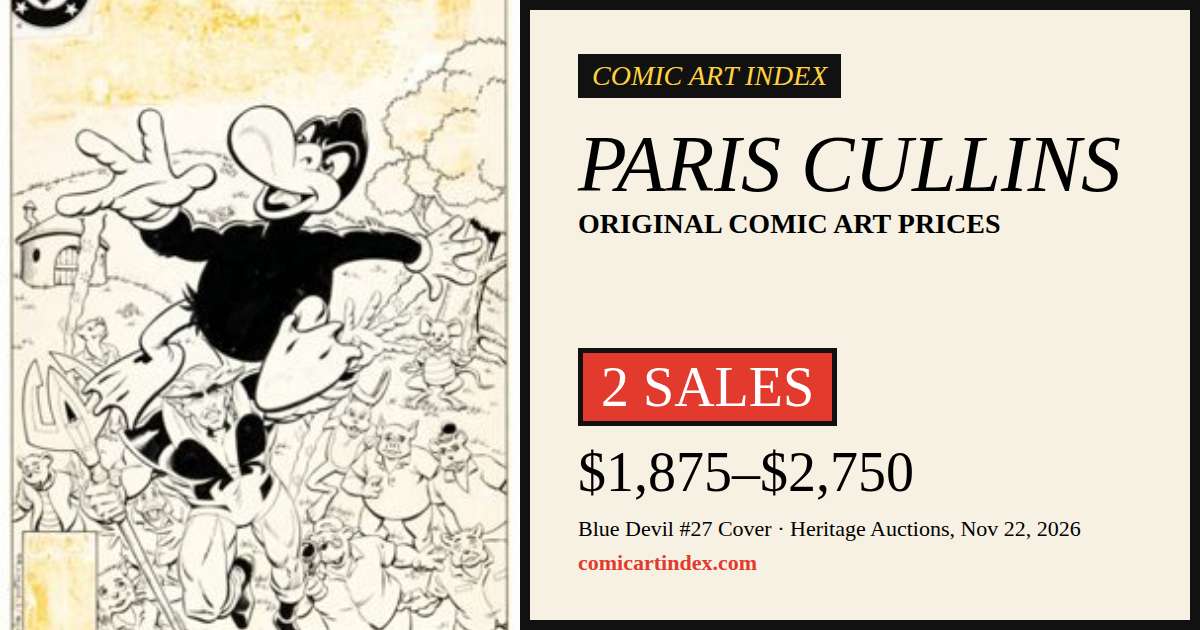 COMIC ART INDEX
PARIS CULLINS
ORIGINAL COMIC ART PRICES
2 SALES
$1,875–$2,750
Blue Devil #27 Cover · Heritage Auctions, Nov 22, 2026
comicartindex.com